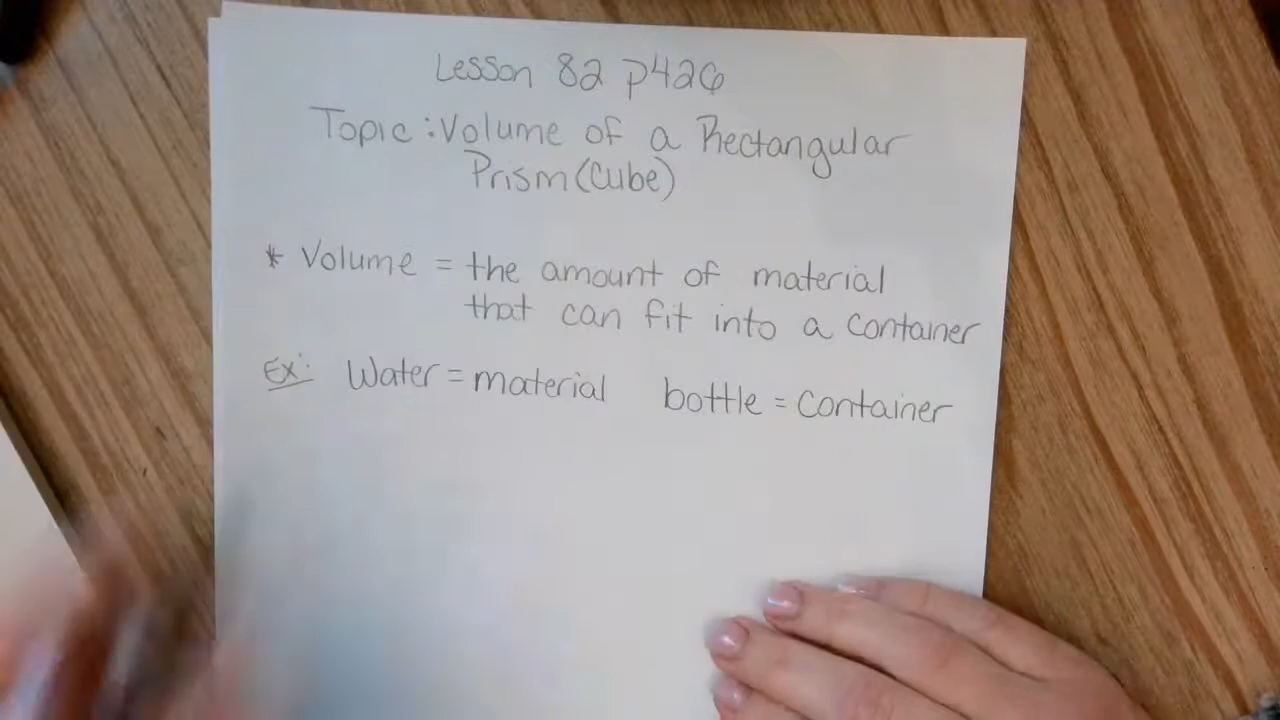 Lesson 82 p426
Topic: Volume of a Rectangular
Prism (Cube)
* Volume = the amount of material
that can fit into a container
Ex: Water = material bottle = container